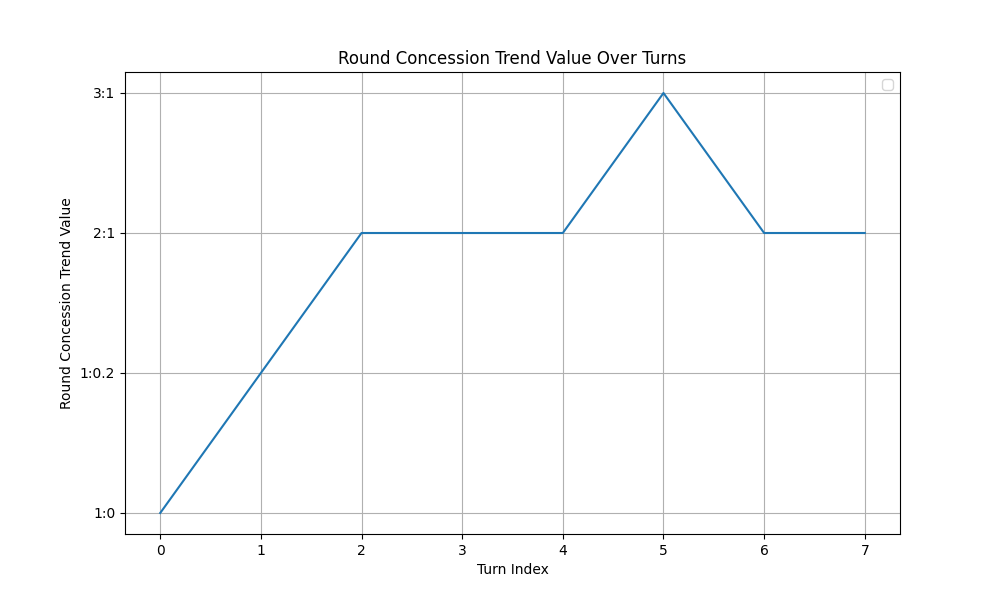 Round Concession Trend Value Over Turns
Round Concession Trend Value
3:1
2:1
1:0.2
1:0
0 1 2 3 4 5 6 7
Turn Index